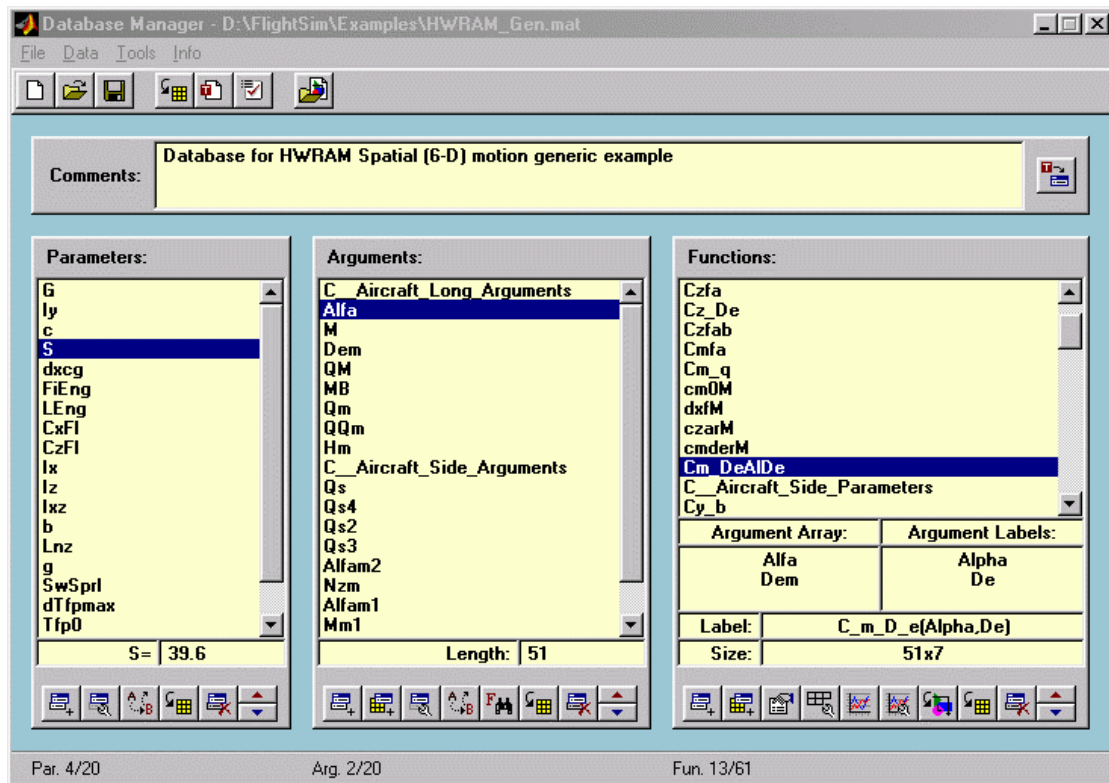 Database Manager - D:\FlightSim\Examples\HWRAM_Gen.mat
File Data Tools Info
Comments:
Database for HWRAM Spatial (6-D) motion generic example
Parameters:
G
Iy
c
S
dxcg
FiEng
LEng
CxFl
CzFl
Ix
Iz
Ixz
b
Lnz
g
SwSprl
dTfpmax
Tfp0
S= 39.6
Arguments:
C__Aircraft_Long_Arguments
Alfa
M
Dem
QM
MB
Qm
QQm
Hm
C__Aircraft_Side_Arguments
Qs
Qs4
Qs2
Qs3
Alfam2
Nzm
Alfam1
Mm1
Length: 51
Functions:
Czfa
Cz_De
Czfab
Cmfa
Cm_q
cm0M
dxfM
czarM
cmderM
Cm_DeAlDe
C__Aircraft_Side_Parameters
Cy_b
Argument Array: Argument Labels:
Alfa Alpha
Dem De
Label: C_m_D_e(Alpha,De)
Size: 51x7
Par. 4/20 Arg. 2/20 Fun. 13/61